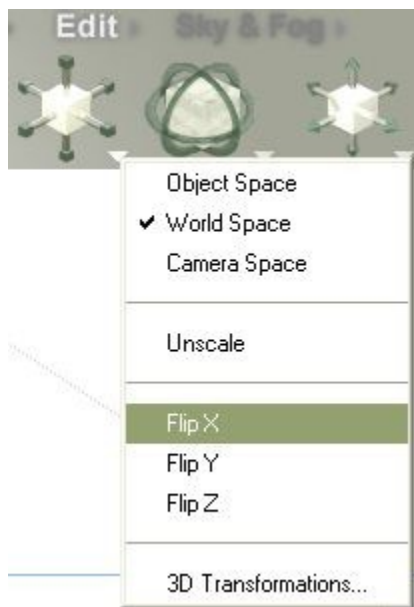 Edit Sky & Fog
Object Space
World Space
Camera Space
Unscale
Flip X
Flip Y
Flip Z
3D Transformations...